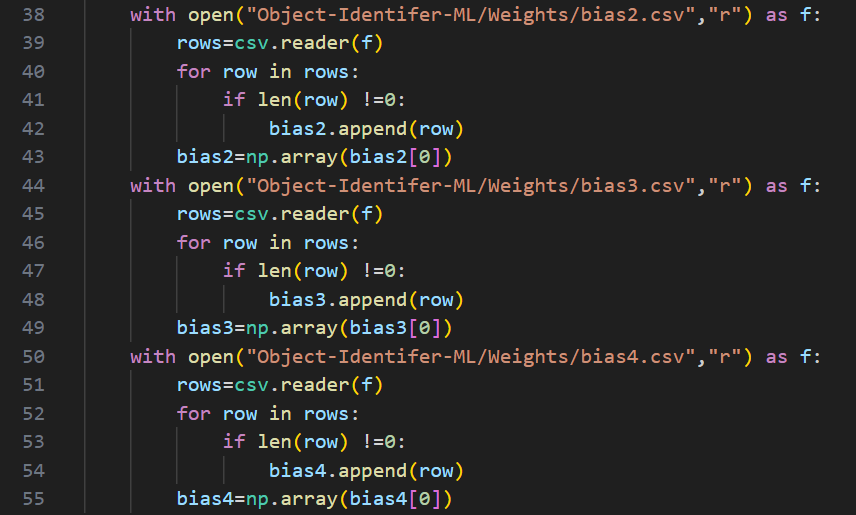 38 with open("Object-Identifer-ML/Weights/bias2.csv","r") as f:
39 rows=csv.reader(f)
40 for row in rows:
41 if len(row) !=0:
42 bias2.append(row)
43 bias2=np.array(bias2[0])
44 with open("Object-Identifer-ML/Weights/bias3.csv","r") as f:
45 rows=csv.reader(f)
46 for row in rows:
47 if len(row) !=0:
48 bias3.append(row)
49 bias3=np.array(bias3[0])
50 with open("Object-Identifer-ML/Weights/bias4.csv","r") as f:
51 rows=csv.reader(f)
52 for row in rows:
53 if len(row) !=0:
54 bias4.append(row)
55 bias4=np.array(bias4[0])